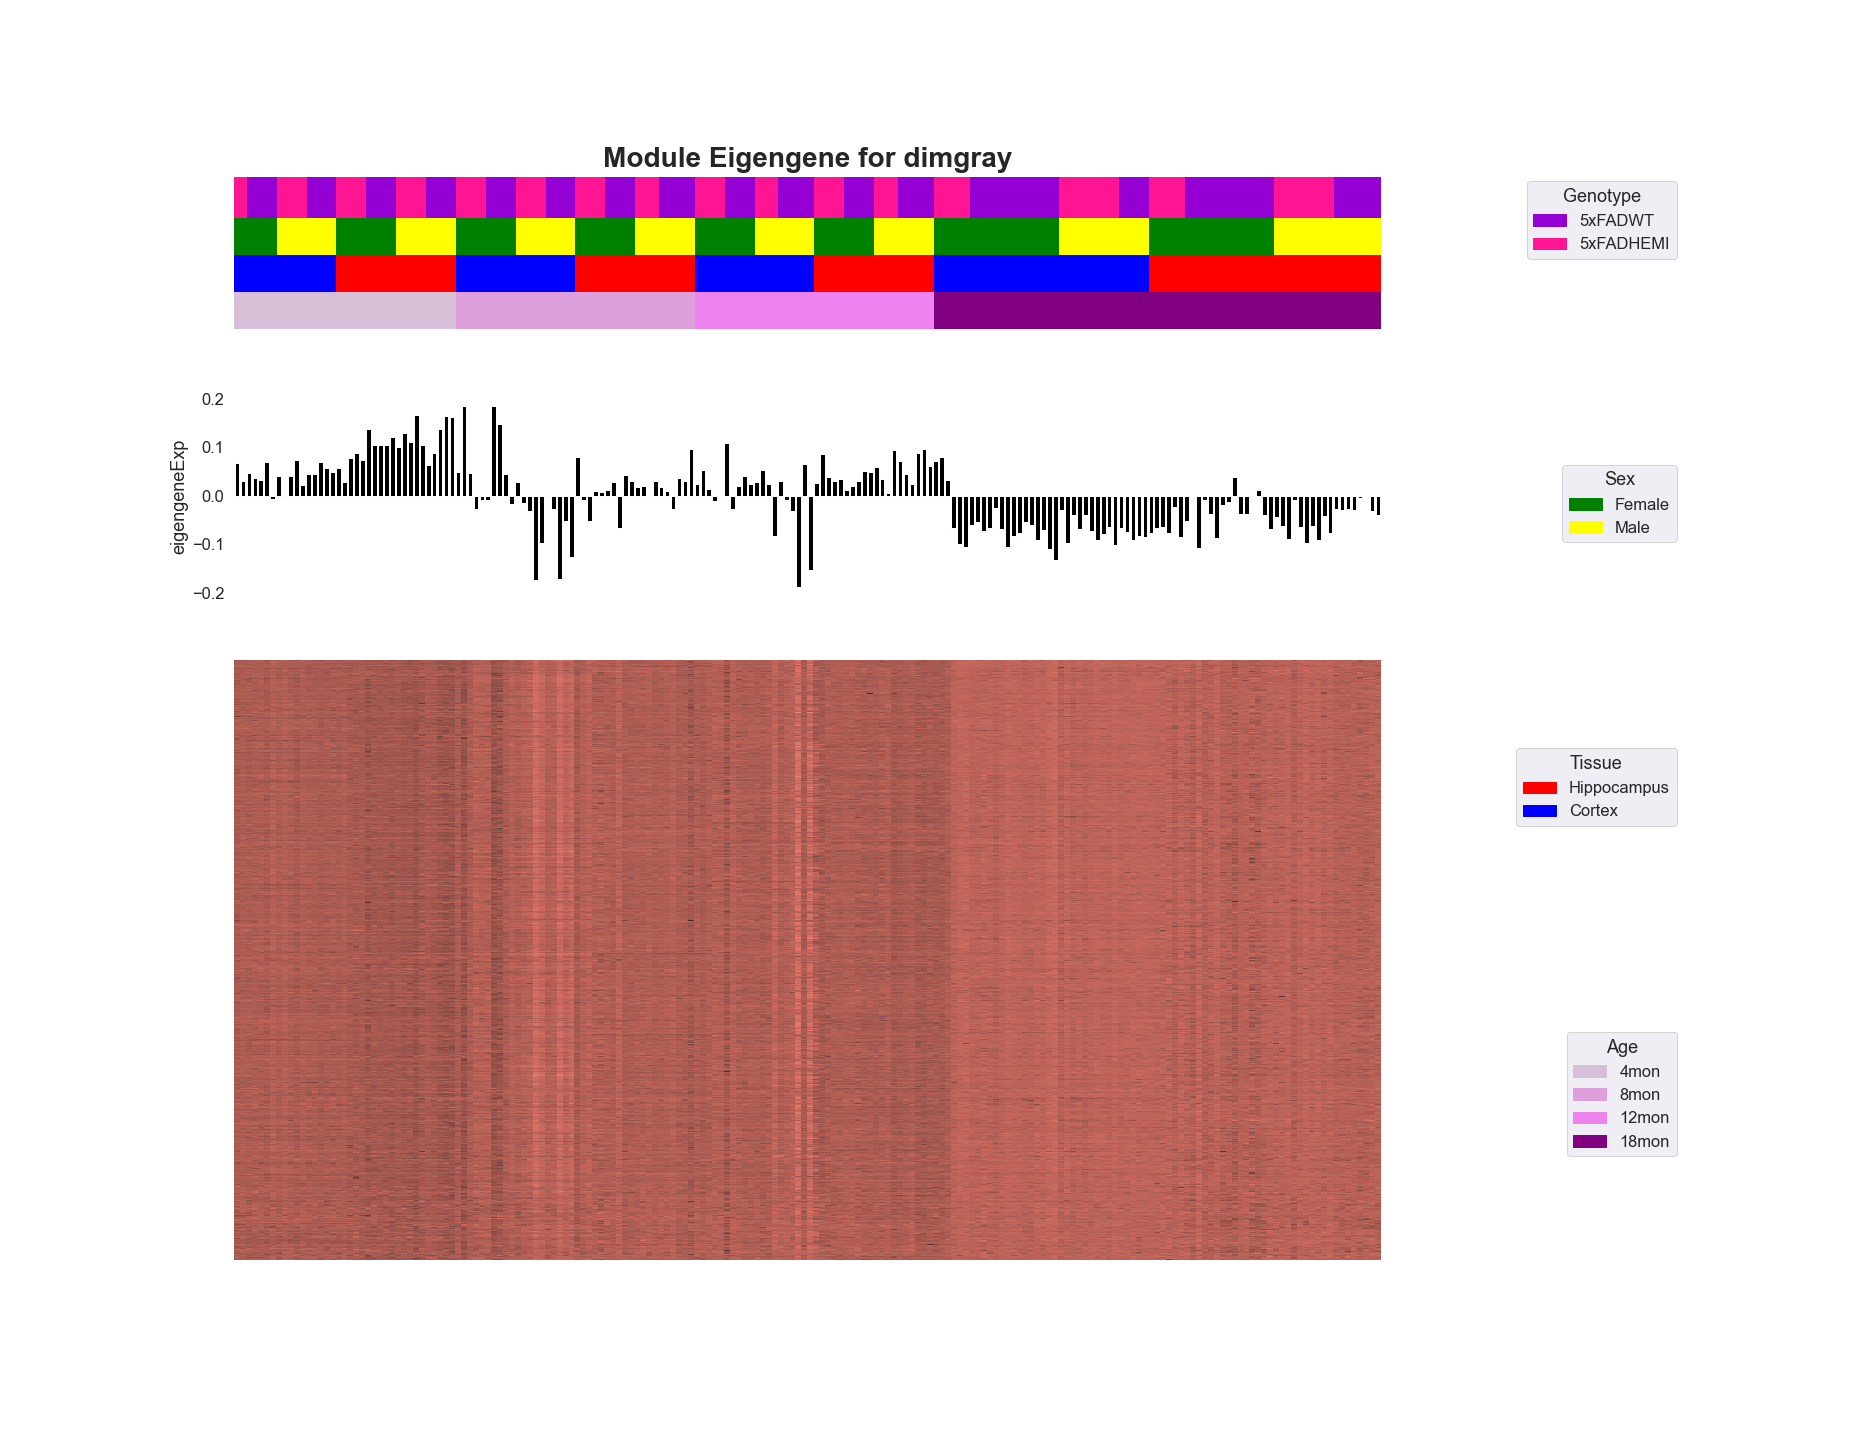 Module Eigengene for dimgray
Genotype
5xFADWT
5xFADHEMI
0.2
0.1
0.0
−0.1
−0.2
eigengeneExp
Sex
Female
Male
Tissue
Hippocampus
Cortex
Age
4mon
8mon
12mon
18mon